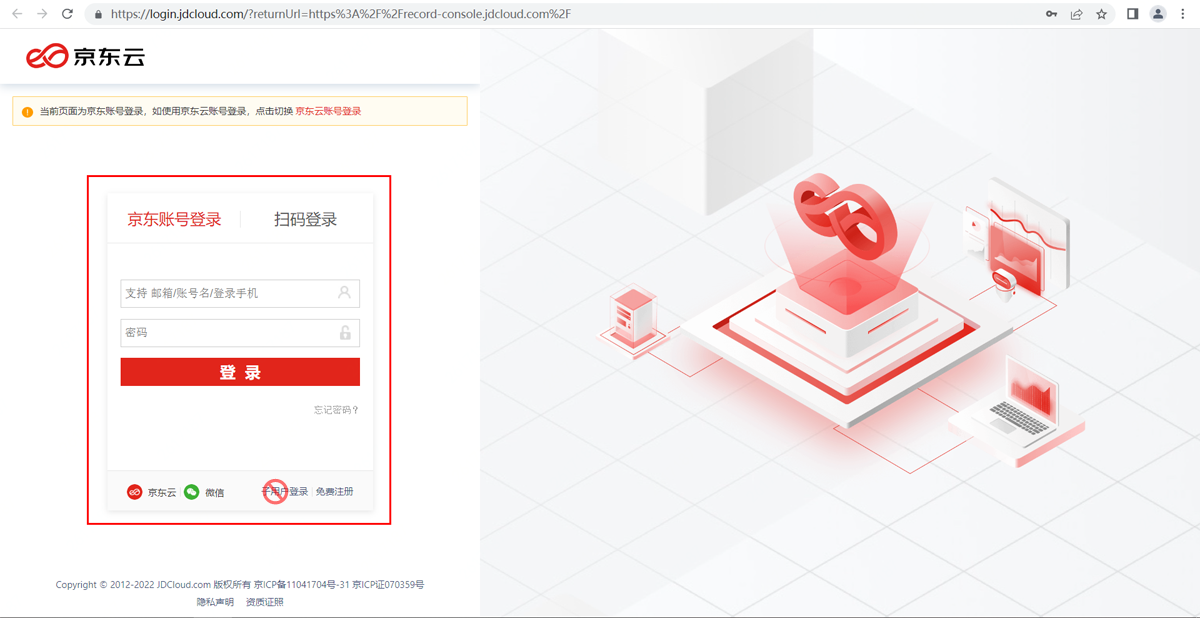 https://login.jdcloud.com/?returnUrl=https%3A%2F%2Frecord-console.jdcloud.com%2F
京东云
当前页面为京东账号登录，如使用京东云账号登录，点击切换 京东云账号登录
京东账号登录 扫码登录
支持 邮箱/账号名/登录手机
密码
登 录
忘记密码?
京东云 微信 子用户登录 免费注册
Copyright © 2012-2022 JDCloud.com 版权所有 京ICP备11041704号-31 京ICP证070359号
隐私声明 资质证照